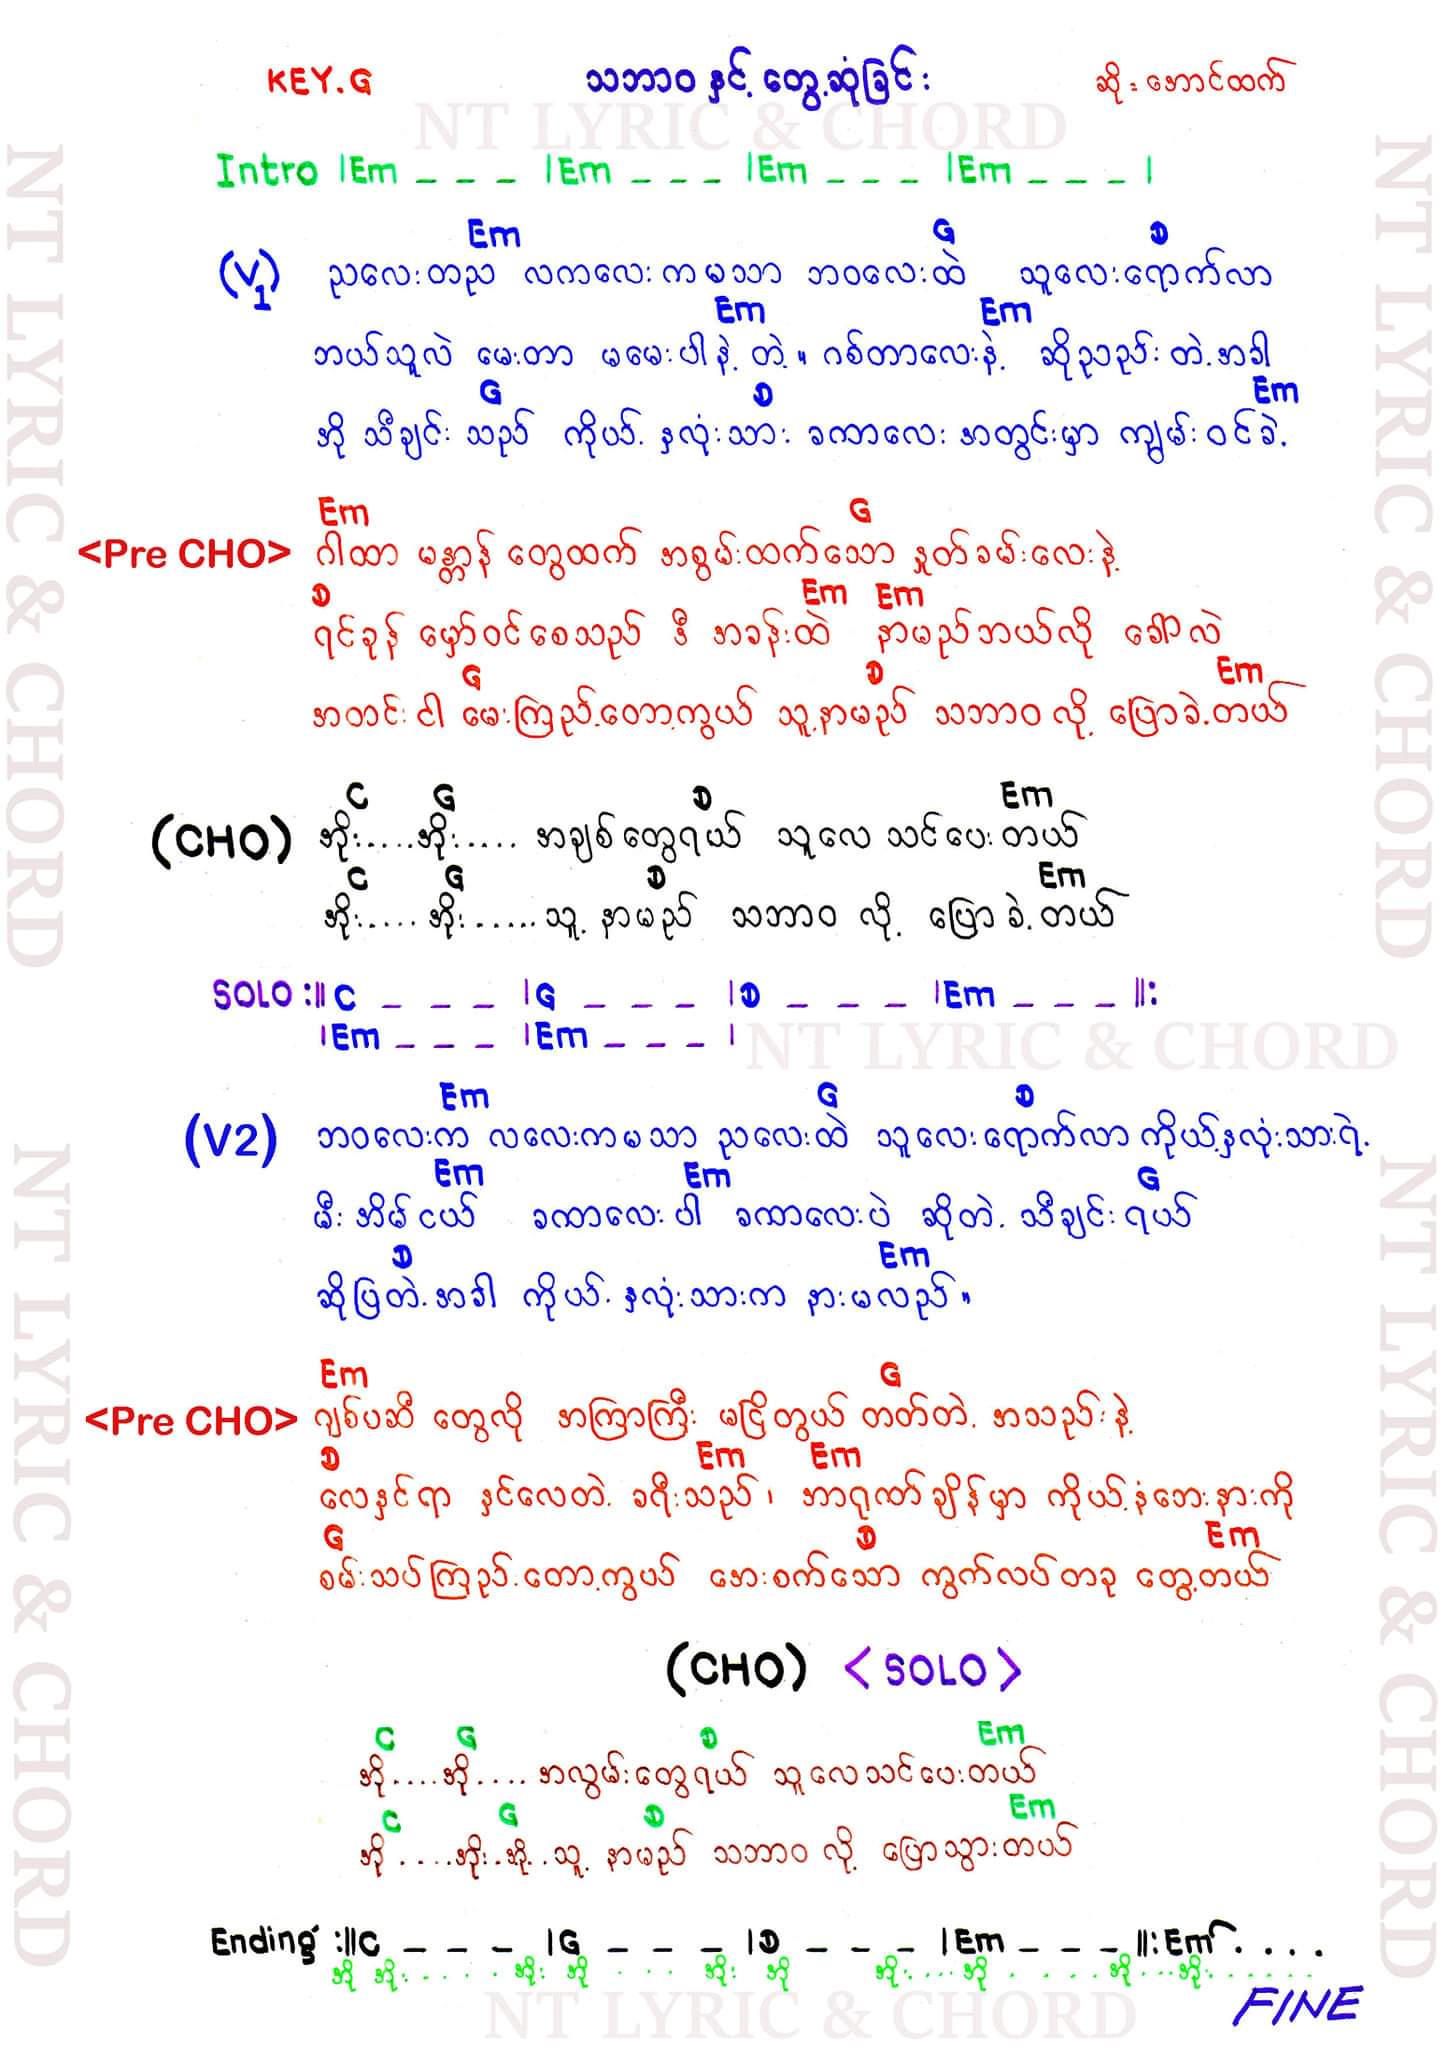 KEY.G သဘာဝ နှင့် တွေ့ဆုံခြင်း ဆို း အောင်ထက်
NT LYRIC & CHORD
Intro |Em _ _ _ |Em _ _ _ |Em _ _ _ |Em _ _ _ |
Em G D
(V1) ညလေးတည လကလေးကမသာ ဘဝလေးထဲ သူလေးရောက်လာ
Em Em
ဘယ်သူလဲ မေးတာ မမေးပါနဲ့ တဲ့။ ဂစ်တာလေးနဲ့ ဆိုညည်းတဲ့အခါ
G D Em
အို သီချင်း သည် ကိုယ့် နှလုံးသား ခဏာလေး အတွင်းမှာ ကျွမ်းဝင်ခဲ့
Em G
<Pre CHO> ဂါထာ မန္တာန် တွေထက် အစွမ်းထက်သော နှုတ်ခမ်းလေးနဲ့
D Em Em
ရင်ခုန် မှော်ဝင်စေသည် ဒီ အခန်းထဲ နာမည်ဘယ်လို ခေါ်လဲ
G D Em
အတင်းငါ မေးကြည့်တော့ကွယ် သူ့နာမည် သဘာဝလို့ ပြောခဲ့တယ်
C G D Em
(CHO) အိုး....အိုး..... အချစ်တွေရယ် သူလေ သင်ပေးတယ်
C G D Em
အိုး..... အိုး......သူ့ နာမည် သဘာဝ လို့ ပြောခဲ့တယ်
SOLO :|| C _ _ _ |G _ _ _ |D _ _ _ |Em _ _ _ ||:
|Em _ _ _ |Em _ _ _ |
NT LYRIC & CHORD
Em G D
(V2) ဘဝလေးက လလေးကမသာ ညလေးထဲ သူလေးရောက်လာ ကိုယ့်နှလုံးသားရဲ့
Em Em G
မီးအိမ်ငယ် ခဏာလေးပါ ခဏာလေးပဲ ဆိုတဲ့ သီချင်းရယ်
D Em
ဆိုပြတဲ့အခါ ကိုယ့် နှလုံးသားက နားမလည်။
Em G
<Pre CHO> ဂျစ်ပဆီ တွေလို အကြာကြီး မငြိတွယ် တတ်တဲ့ အသည်းနဲ့
D Em Em
လေနှင်ရာ နှင်လေတဲ့ ခရီးသည်၊ အာရုဏ်ချိန်မှာ ကိုယ့်နံဘေးနားကို
G D Em
စမ်းသပ်ကြည့်တော့ကွယ် အေးစက်သော ကွက်လပ်တခု တွေ့တယ်
(CHO) < SOLO >
C G D Em
အို....အို.... အလွမ်းတွေရယ် သူလေသင်ပေးတယ်
C G D Em
အို .....အိုး..အို..သူ့ နာမည် သဘာဝ လို့ ပြောသွားတယ်
Ending :||C _ _ _ |G _ _ _ |D _ _ _ |Em _ _ _ ||: Em ....
အို အိုး..... အိုး အို .... အိုး အို အိုး....အို .....အို...အိုး......
FINE
NT LYRIC & CHORD
NT LYRIC & CHORD
NT LYRIC & CHORD
NT LYRIC & CHORD
NT LYRIC & CHORD